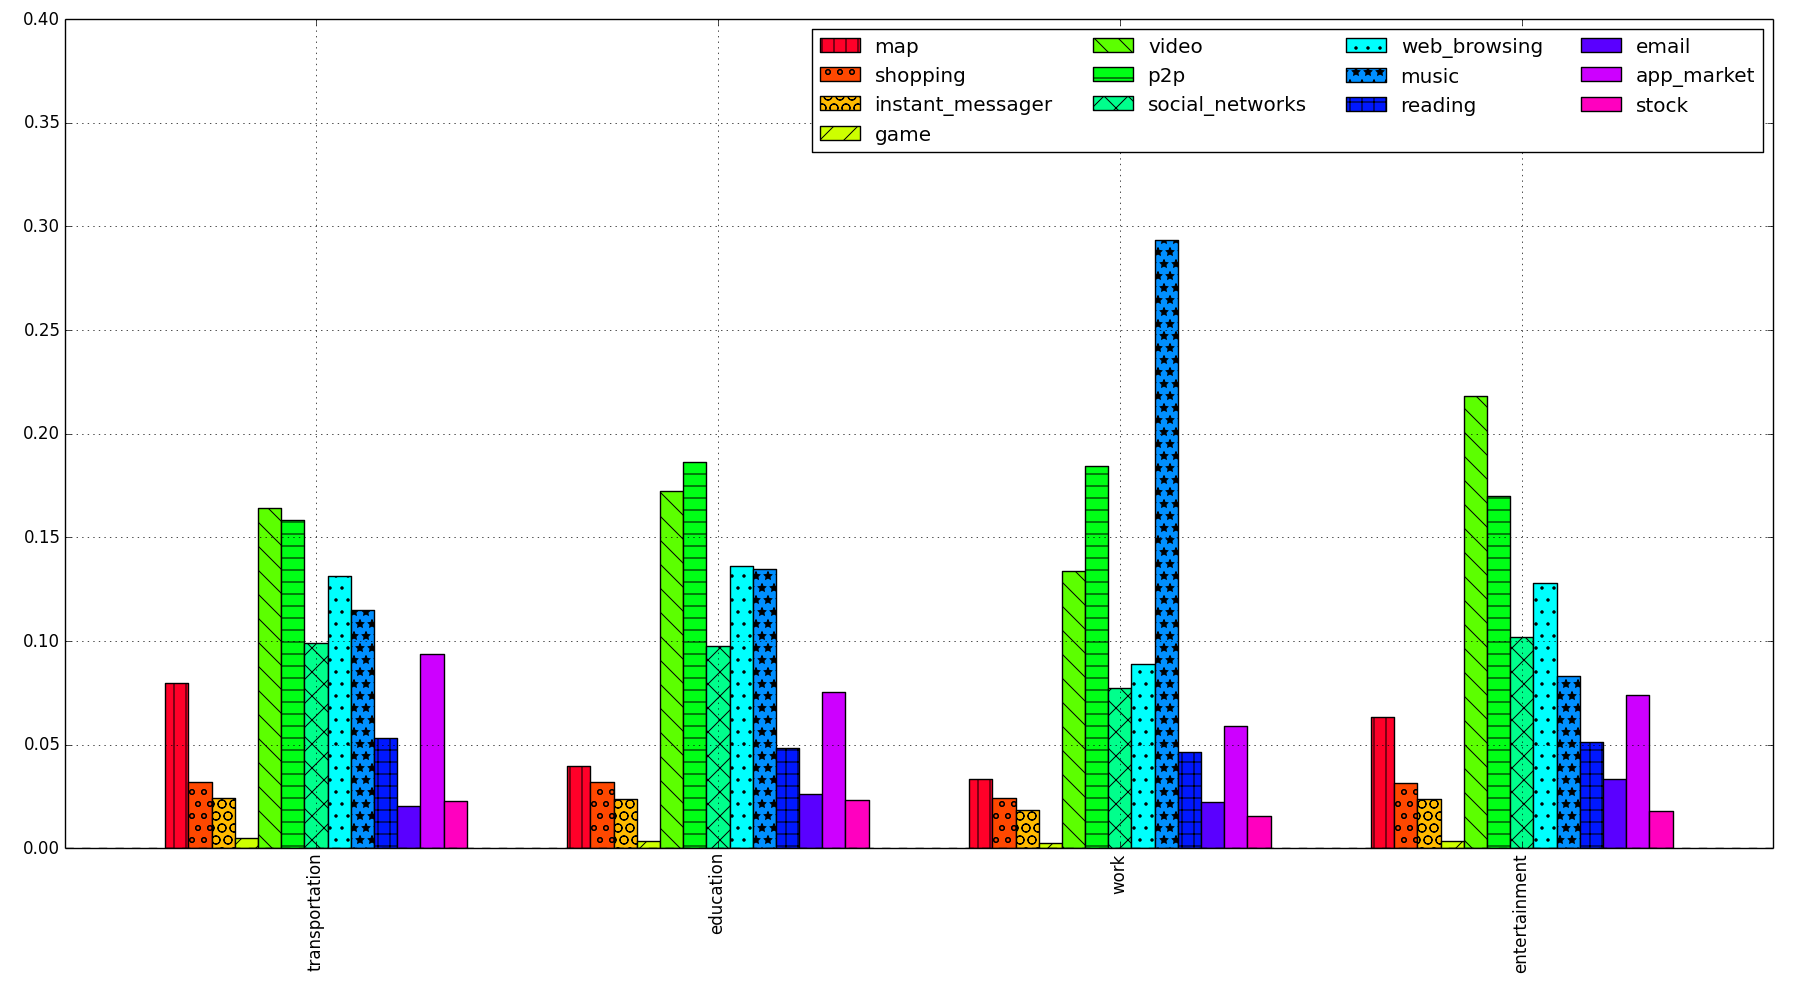 0.40
0.35
0.30
0.25
0.20
0.15
0.10
0.05
0.00
map
shopping
instant_messager
game
video
p2p
social_networks
web_browsing
music
reading
email
app_market
stock
transportation
education
work
entertainment